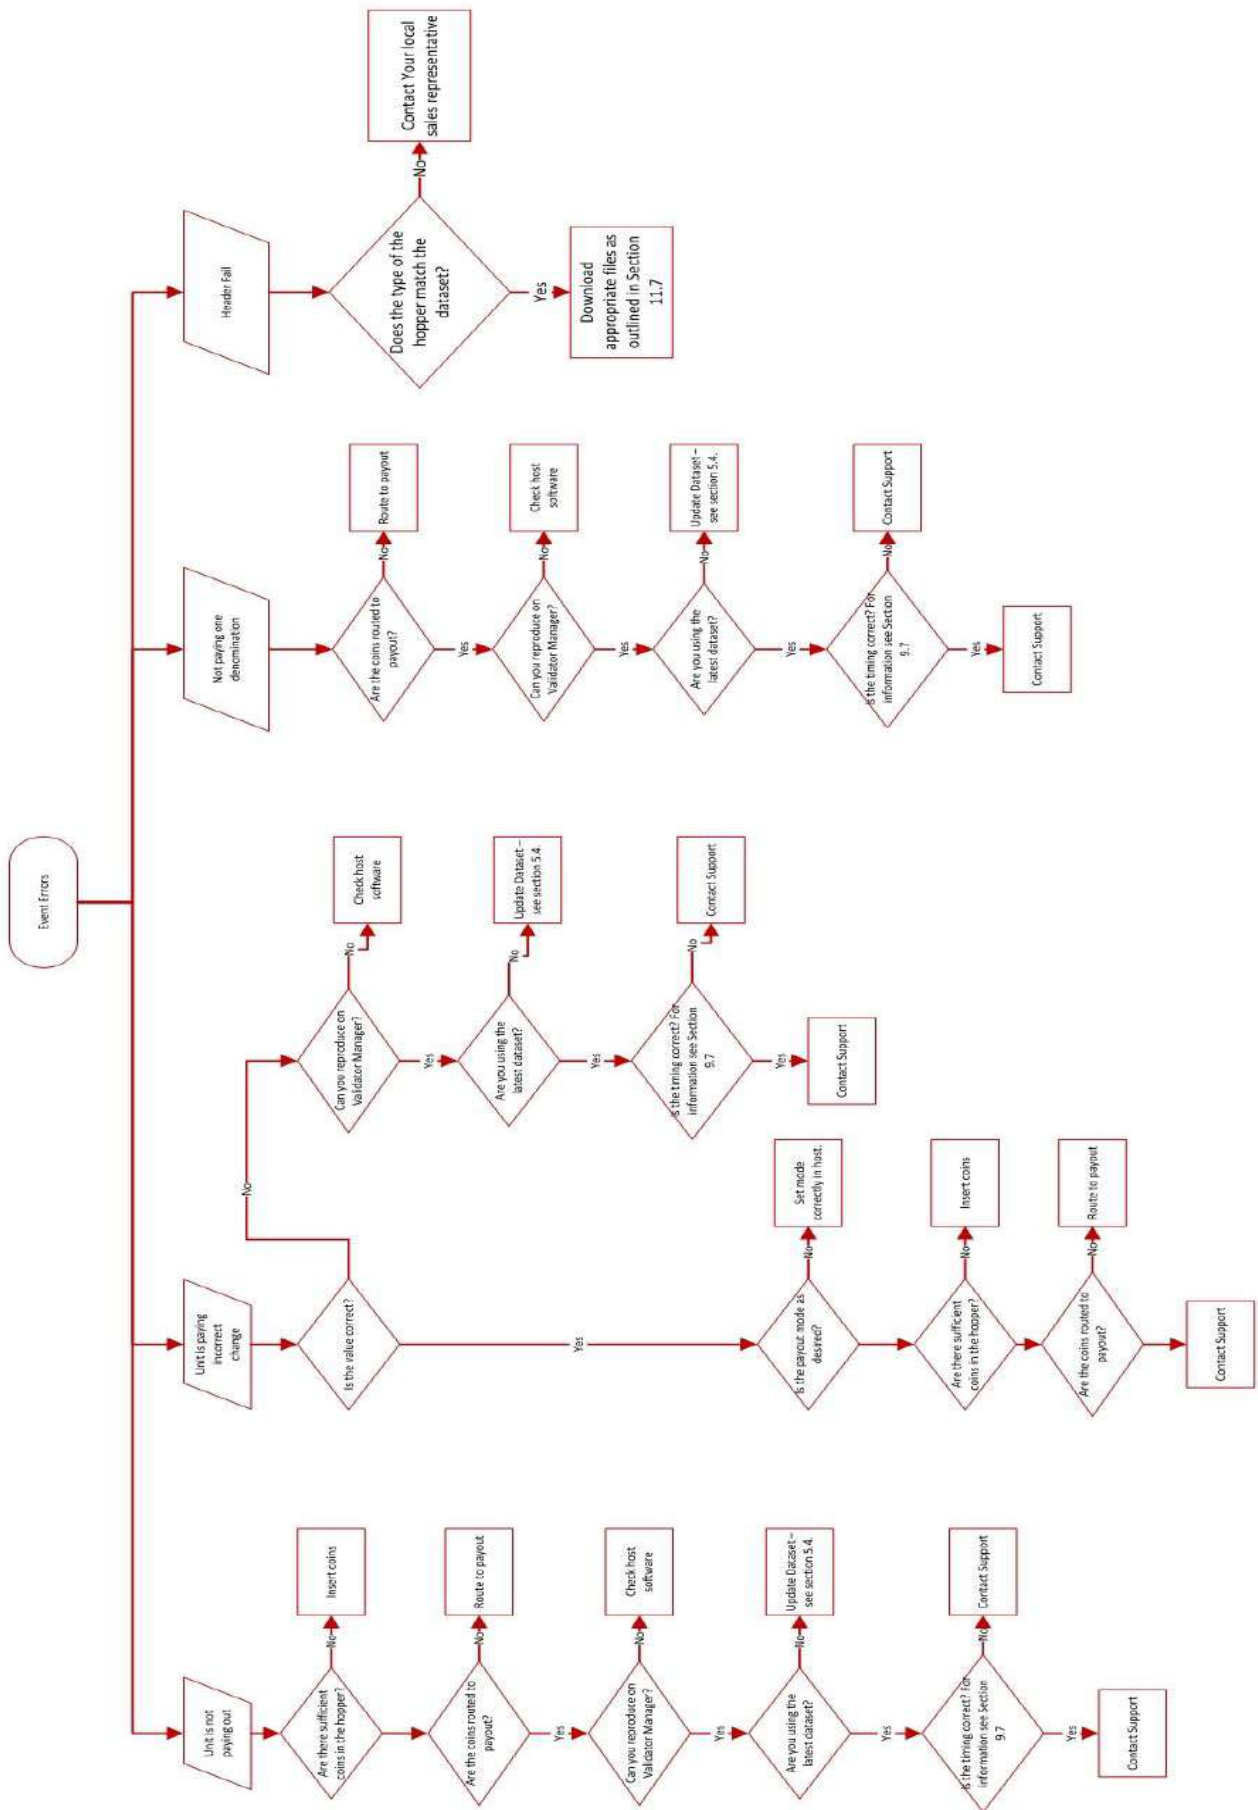 Event Errors
Unit is not
paying out
Are there sufficient
coins in the hopper?
No
Insert coins
Are the coins routed to
payout?
No
Route to payout
Yes
Can you reproduce on
Validator Manager?
No
Check host
software
Yes
Are you using the
latest dataset?
No
Update Dataset –
see section 5.4.
Yes
Is the timing correct? For
information see Section
9.7
No
Contact Support
Yes
Contact Support
Unit is paying
incorrect
change
Is the value correct?
No
Can you reproduce on
Validator Manager?
No
Check host
software
Yes
Are you using the
latest dataset?
No
Update Dataset –
see section 5.4.
Yes
Is the timing correct? For
information see Section
9.7
No
Contact Support
Yes
Contact Support
Yes
Is the payout mode as
desired?
No
Set mode
correctly in host.
Are there sufficient
coins in the hopper?
No
Insert coins
Are the coins routed to
payout?
No
Route to payout
Contact Support
Not paying one
denomination
Are the coins routed to
payout?
No
Route to payout
Yes
Can you reproduce on
Validator Manager?
No
Check host
software
Yes
Are you using the
latest dataset?
No
Update Dataset –
see section 5.4.
Yes
Is the timing correct? For
information see Section
9.7
No
Contact Support
Yes
Contact Support
Header Fail
Does the type of the
hopper match the
dataset?
No
Contact Your local
sales representative
Yes
Download
appropriate files as
outlined in Section
11.7